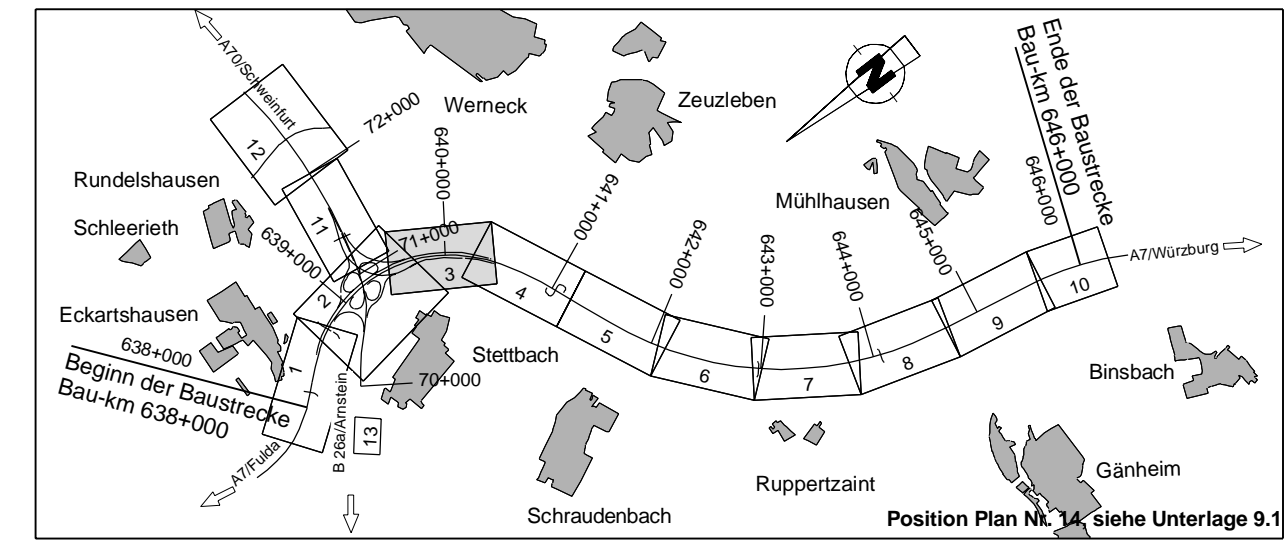 A70/Schweinfurt
Werneck
Zeuzleben
N
Ende der Baustrecke
Bau-km 646+000
646+000
12
72+000
640+000
Rundelshausen
Schleerieth
11
71+000
639+000
641+000
Mühlhausen
645+000
642+000
643+000
644+000
A7/Würzburg
2
3
4
5
6
7
8
9
10
Eckartshausen
638+000
Beginn der Baustrecke
Bau-km 638+000
1
Stettbach
70+000
B 26a/Arnstein
13
A7/Fulda
Binsbach
Schraudenbach
Ruppertzaint
Gänheim
Position Plan Nr. 14, siehe Unterlage 9.1